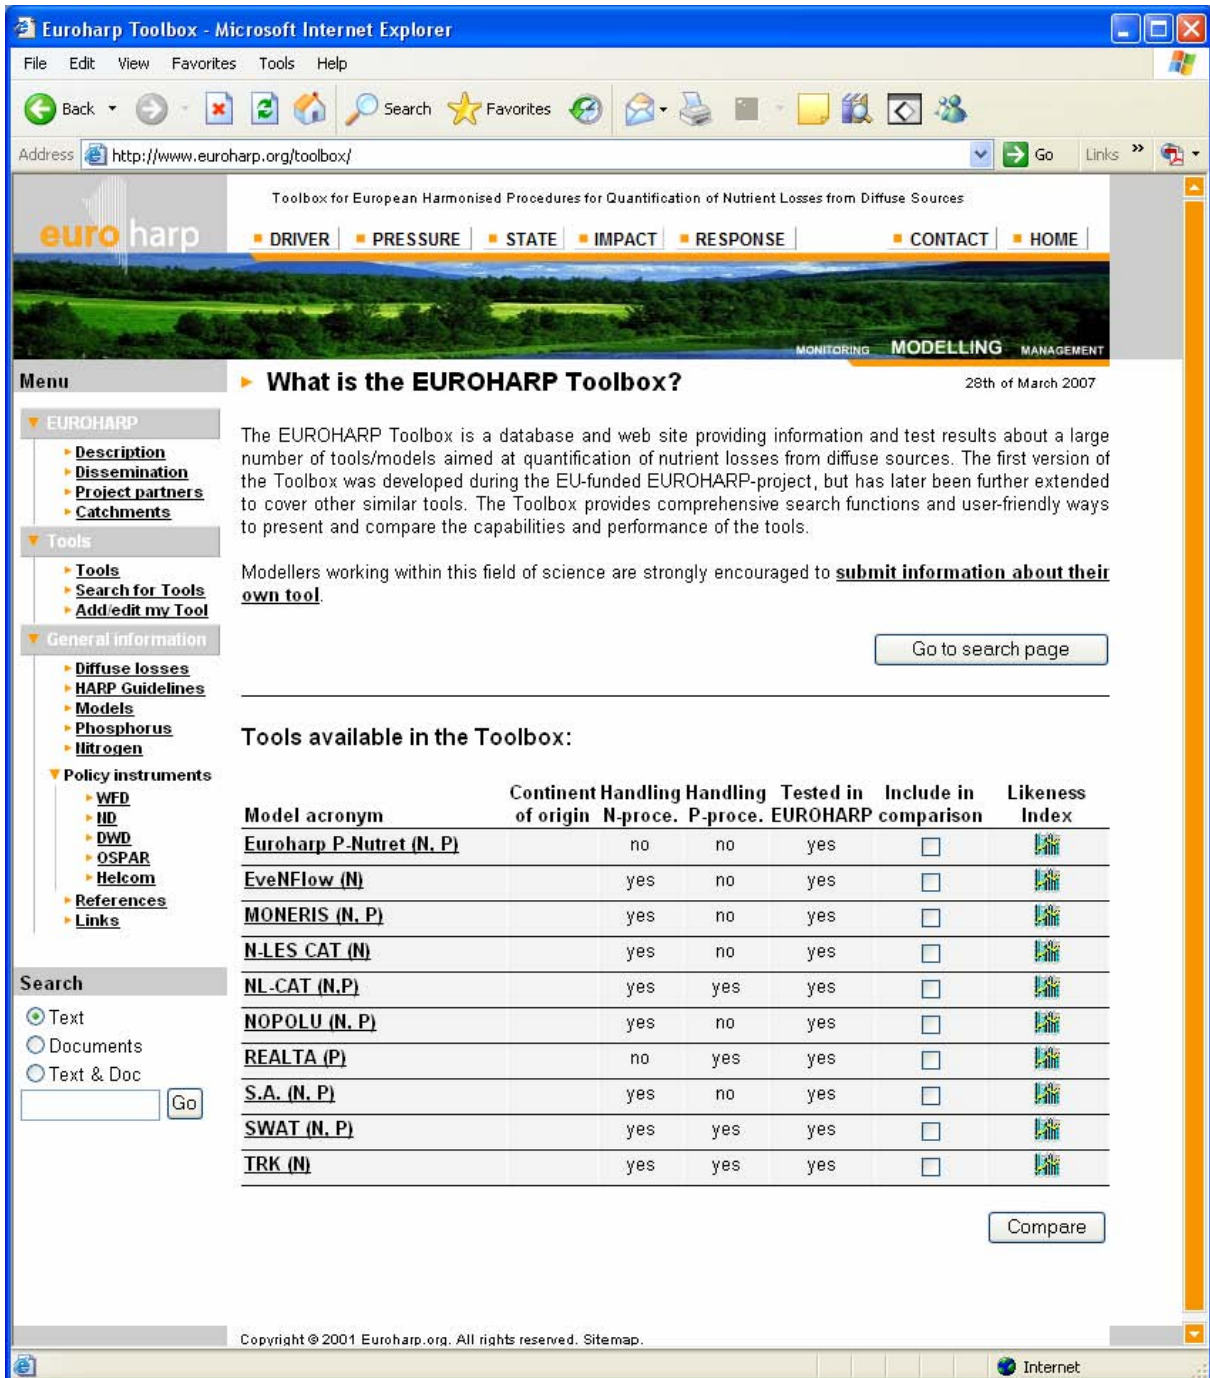 Euroharp Toolbox - Microsoft Internet Explorer
File Edit View Favorites Tools Help
Back Search Favorites
Address http://www.euroharp.org/toolbox/ Go Links »
Toolbox for European Harmonised Procedures for Quantification of Nutrient Losses from Diffuse Sources
euro harp
DRIVER PRESSURE STATE IMPACT RESPONSE CONTACT HOME
MONITORING MODELLING MANAGEMENT
Menu
EUROHARP
Description
Dissemination
Project partners
Catchments
Tools
Tools
Search for Tools
Add/edit my Tool
General information
Diffuse losses
HARP Guidelines
Models
Phosphorus
Nitrogen
Policy instruments
WFD
ND
DWD
OSPAR
Helcom
References
Links
Search
Text
Documents
Text & Doc
Go
What is the EUROHARP Toolbox?
28th of March 2007
The EUROHARP Toolbox is a database and web site providing information and test results about a large
number of tools/models aimed at quantification of nutrient losses from diffuse sources. The first version of
the Toolbox was developed during the EU-funded EUROHARP-project, but has later been further extended
to cover other similar tools. The Toolbox provides comprehensive search functions and user-friendly ways
to present and compare the capabilities and performance of the tools.
Modellers working within this field of science are strongly encouraged to submit information about their
own tool.
Go to search page
Tools available in the Toolbox:
Continent Handling Handling Tested in Include in Likeness
Model acronym of origin N-proce. P-proce. EUROHARP comparison Index
Euroharp P-Nutret (N, P) no no yes
EveNFlow (N) yes no yes
MONERIS (N, P) yes no yes
N-LES CAT (N) yes no yes
NL-CAT (N,P) yes yes yes
NOPOLU (N, P) yes no yes
REALTA (P) no yes yes
S.A. (N, P) yes no yes
SWAT (N, P) yes yes yes
TRK (N) yes yes yes
Compare
Copyright © 2001 Euroharp.org. All rights reserved. Sitemap.
Internet